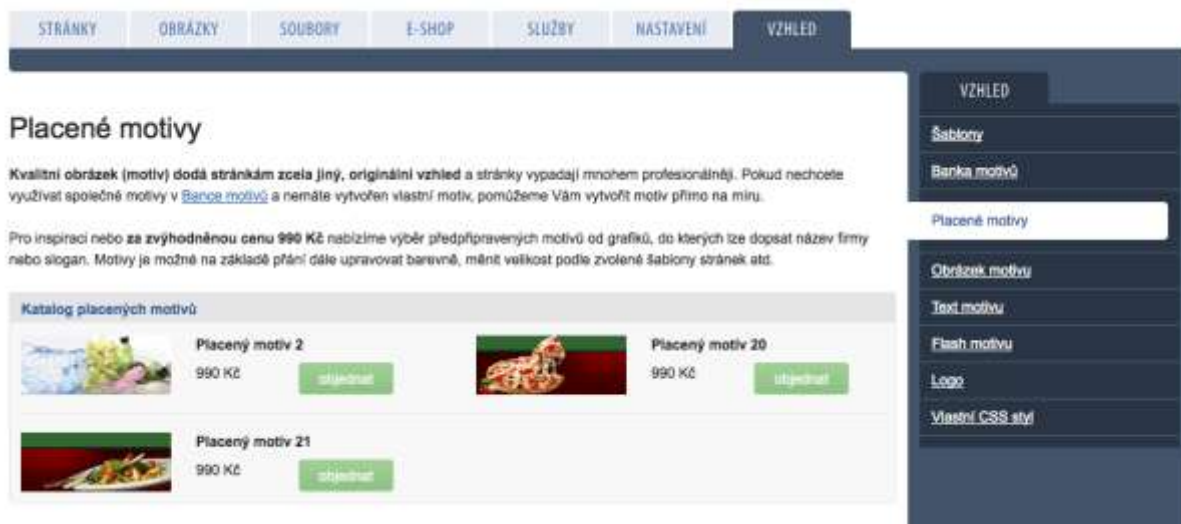 STRÁNKY
OBRÁZKY
SOUBORY
E-SHOP
SLUŽBY
NASTAVENÍ
VZHLED
Placené motivy
Kvalitní obrázek (motiv) dodá stránkám zcela jiný, originální vzhled a stránky vypadají mnohem profesionálněji. Pokud nechcete
využívat společné motivy v Bance motivů a nemáte vytvořen vlastní motiv, pomůžeme Vám vytvořit motiv přímo na míru.
Pro inspiraci nebo za zvýhodněnou cenu 990 Kč nabízíme výběr předpřipravených motivů od grafiků, do kterých lze dopsat název firmy
nebo slogan. Motivy je možné na základě přání dále upravovat barevně, měnit velikost podle zvolené šablony stránek atd.
Katalog placených motivů
Placený motiv 2
990 Kč
objednat
Placený motiv 20
990 Kč
objednat
Placený motiv 21
990 Kč
objednat
VZHLED
Šablony
Banka motivů
Placené motivy
Obrázek motivu
Text motivu
Flash motivu
Logo
Vlastní CSS styl